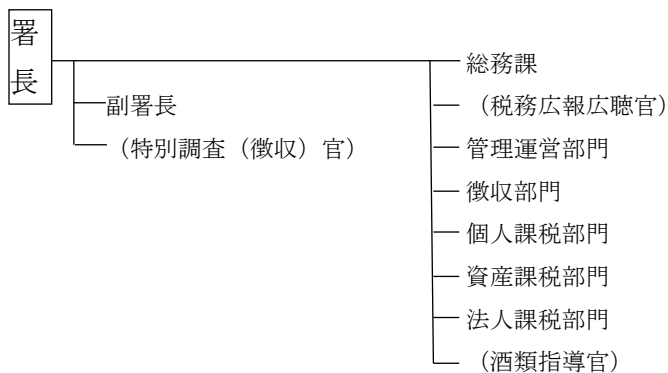 署長
副署長
（特別調査（徴収）官）
総務課
（税務広報広聴官）
管理運営部門
徴収部門
個人課税部門
資産課税部門
法人課税部門
（酒類指導官）